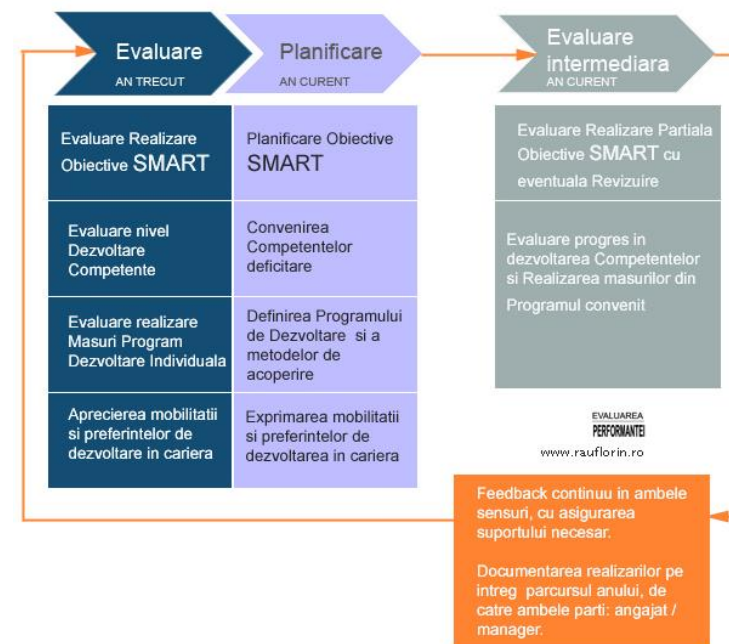 Evaluare
AN TRECUT
Planificare
AN CURENT
Evaluare
intermediara
AN CURENT
Evaluare Realizare
Obiective SMART
Planificare Obiective
SMART
Evaluare Realizare Partiala
Obiective SMART cu
eventuala Revizuire
Evaluare nivel
Dezvoltare
Competente
Convenirea
Competentelor
deficitare
Evaluare progres in
dezvoltarea Competentelor
si Realizarea masurilor din
Programul convenit
Evaluare realizare
Masuri Program
Dezvoltare Individuala
Definirea Programului
de Dezvoltare si a
metodelor de
acoperire
Aprecierea mobilitatii
si preferintelor de
dezvoltare in cariera
Exprimarea mobilitatii
si preferintelor de
dezvoltarea in cariera
EVALUAREA
PERFORMANTEI
www.rauflorin.ro
Feedback continuu in ambele
sensuri, cu asigurarea
suportului necesar.
Documentarea realizarilor pe
intreg parcursul anului, de
catre ambele parti: angajat /
manager.